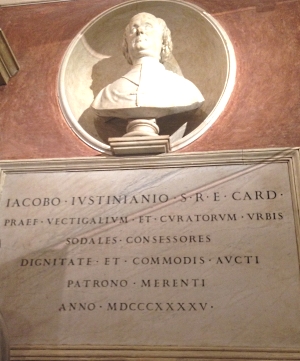 IACOBO · IVSTINIANIO · S · R · E · CARD ·
PRAEF · VECTIGALIVM · ET · CVRATORVM · VRBIS
SODALES · CONSESSORES
DIGNITATE · ET · COMMODIS · AVCTI
PATRONO · MERENTI
ANNO · MDCCCXXXXV ·